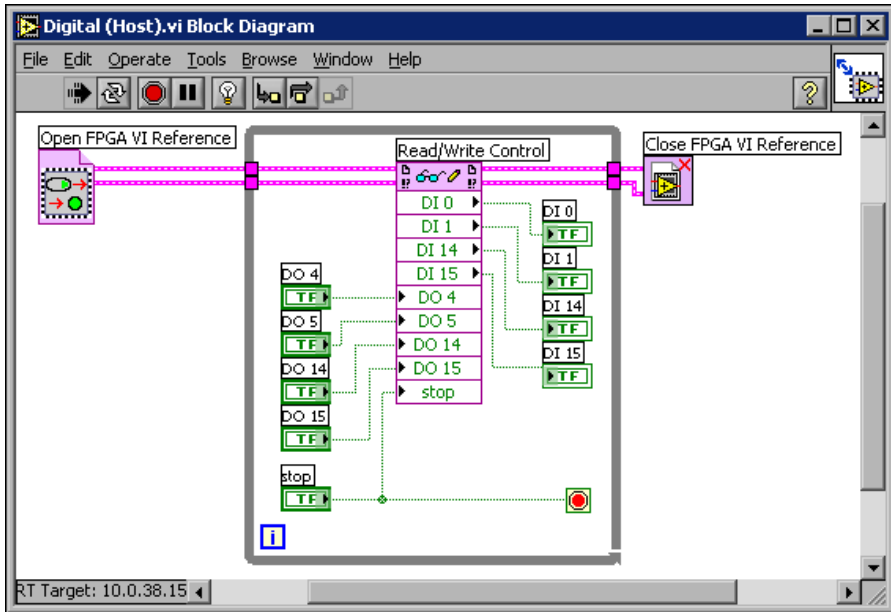 Digital (Host).vi Block Diagram
File Edit Operate Tools Browse Window Help
Open FPGA VI Reference
Read/Write Control
Close FPGA VI Reference
DI 0
DI 1
DI 14
DI 15
DO 4
DO 5
DO 14
DO 15
stop
DI 0
TF
DI 1
TF
DI 14
TF
DI 15
TF
DO 4
TF
DO 5
TF
DO 14
TF
DO 15
TF
stop
TF
i
RT Target: 10.0.38.15